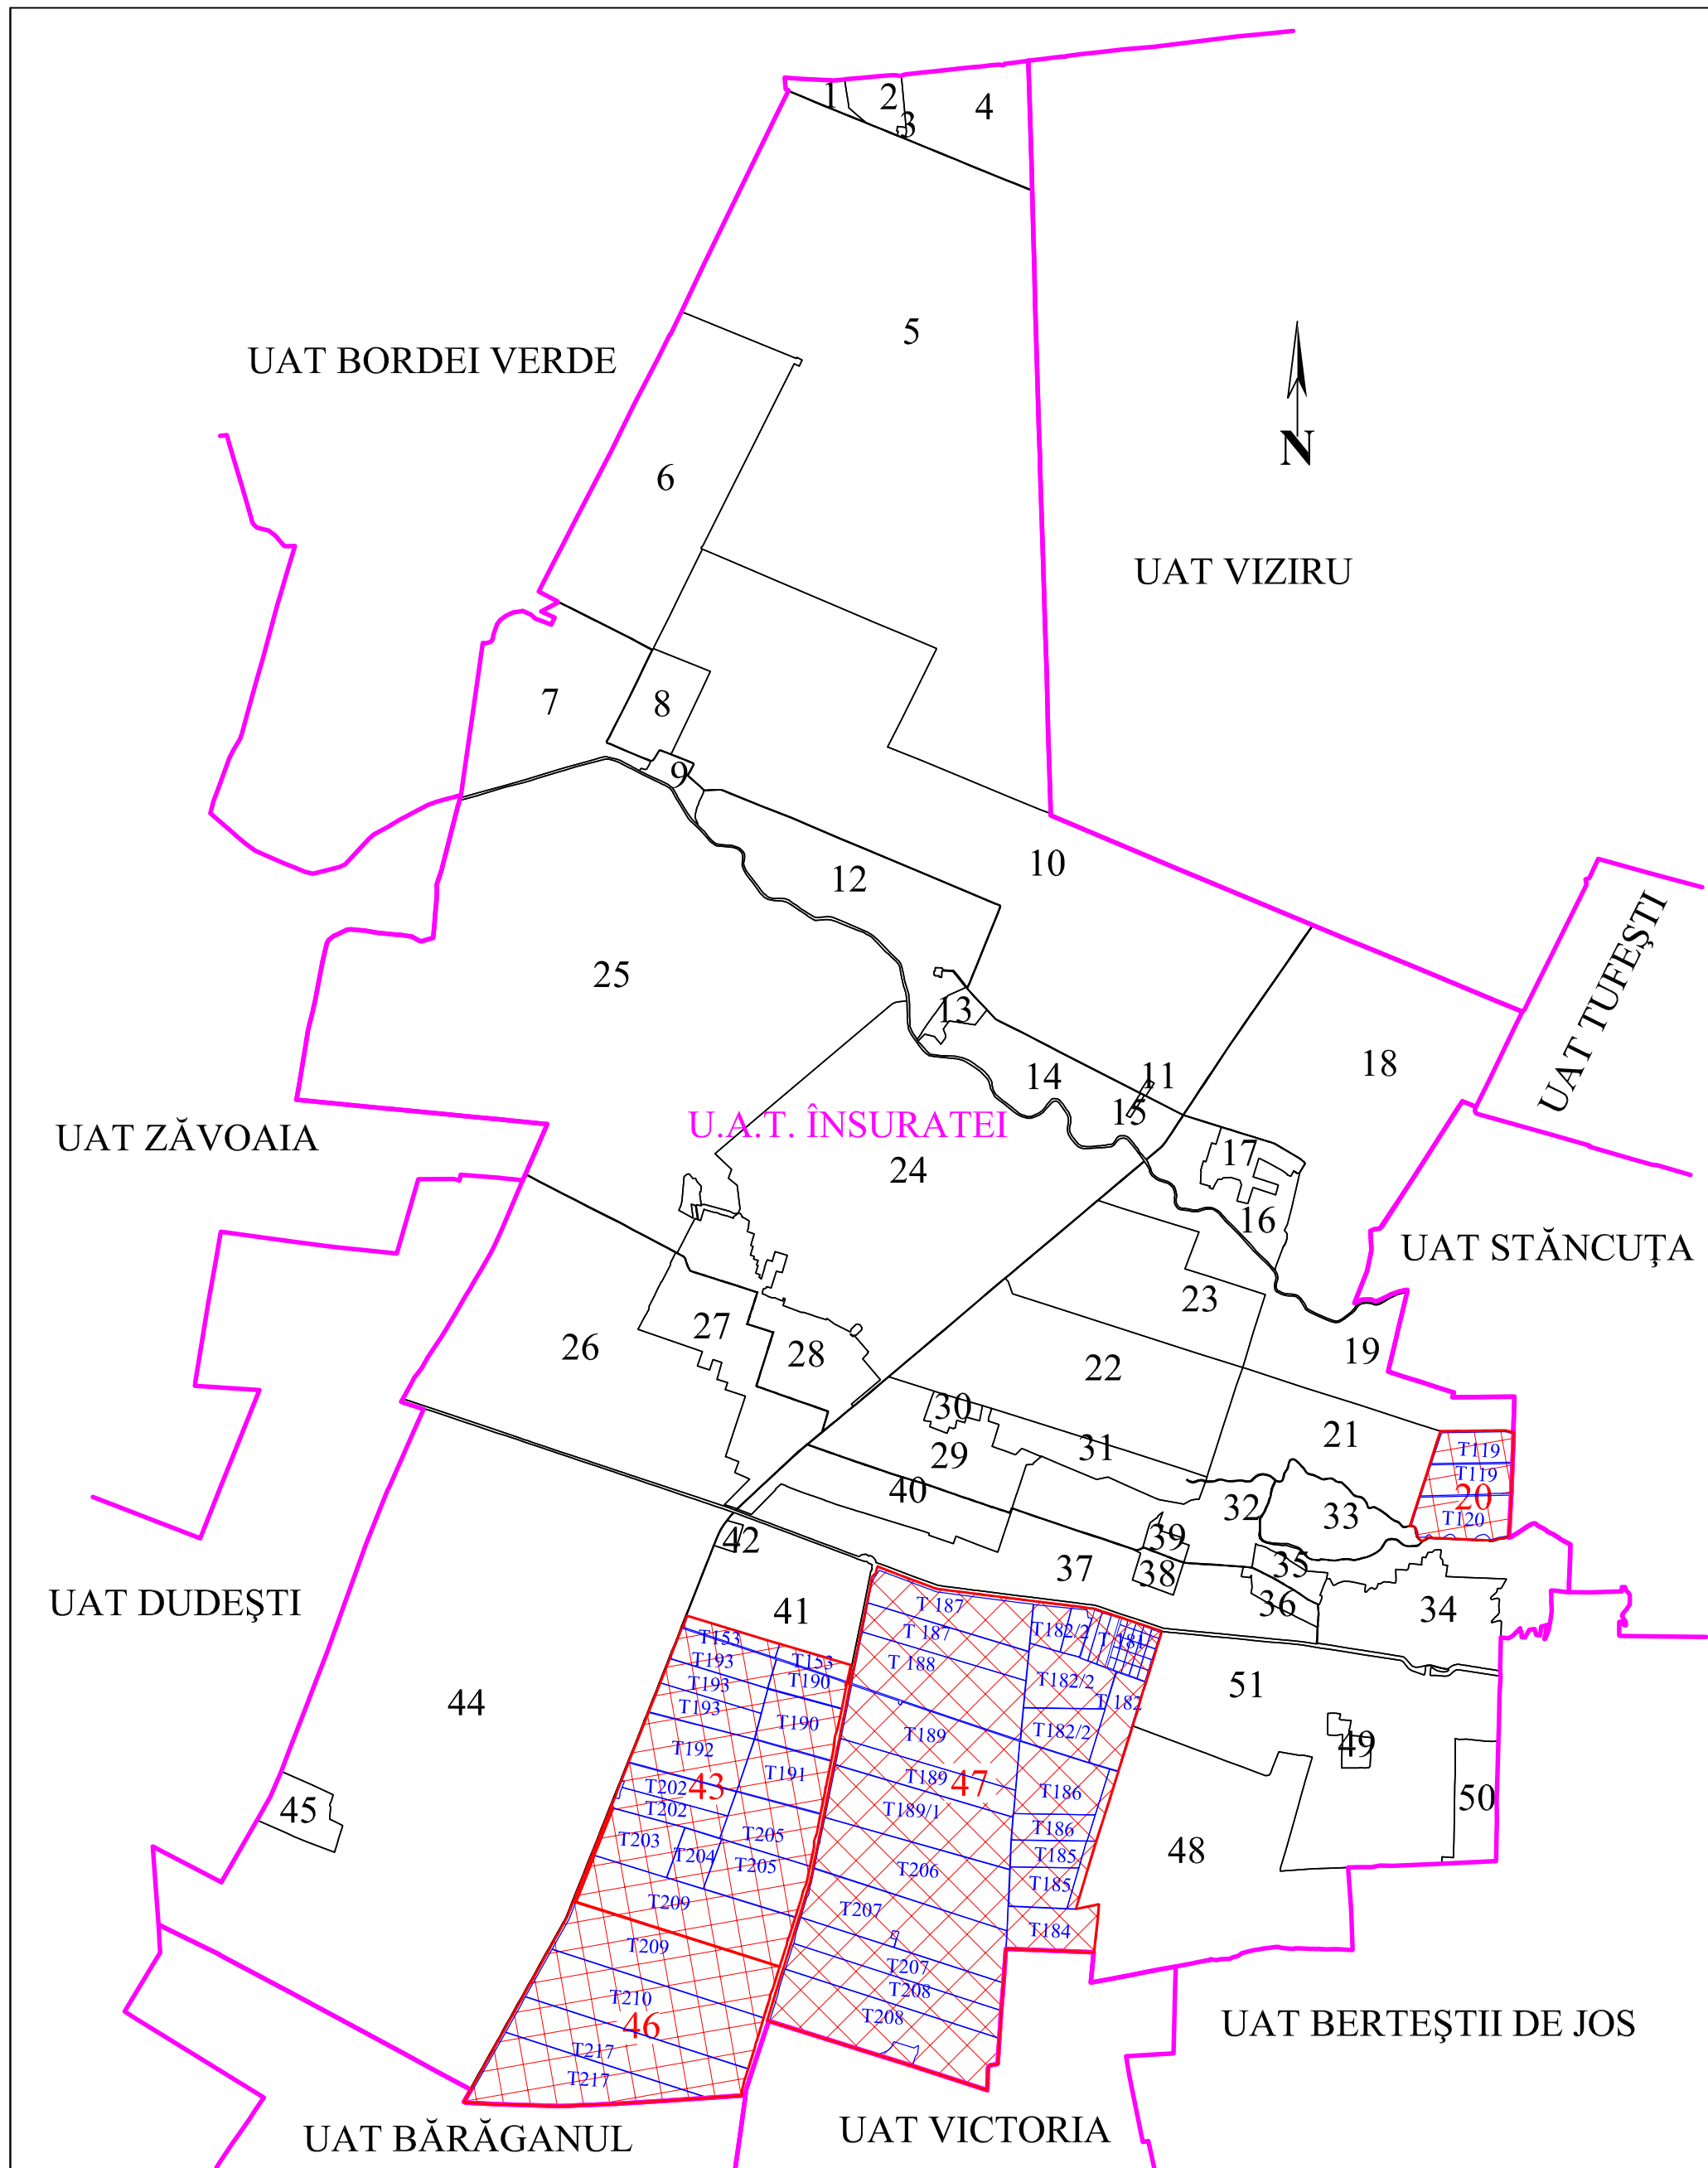 1
2
3
4
5
UAT BORDEI VERDE
N
6
UAT VIZIRU
7
8
9
10
12
UAT TUFEŞTI
25
13
18
14
11
15
U.A.T. ÎNSURATEI
UAT ZĂVOAIA
17
24
16
UAT STĂNCUŢA
23
27
26
28
19
22
30
21
29
31
T119
T119
20
T120
40
32
33
39
42
37
38
35
36
34
UAT DUDEŞTI
41
T 187
T 187
T182/2
T 181
T153
T153
T193
T 188
T190
T193
T193
T182/2
T 182
51
44
T190
T189
T182/2
T192
49
T191
T189
47
43
T202
T186
T202
T189/1
50
45
T186
T203
T205
T204
T205
T185
48
T206
T185
T209
T207
T184
T209
T207
T208
T210
T208
46
T217
T217
UAT BERTEŞTII DE JOS
UAT BĂRĂGANUL
UAT VICTORIA